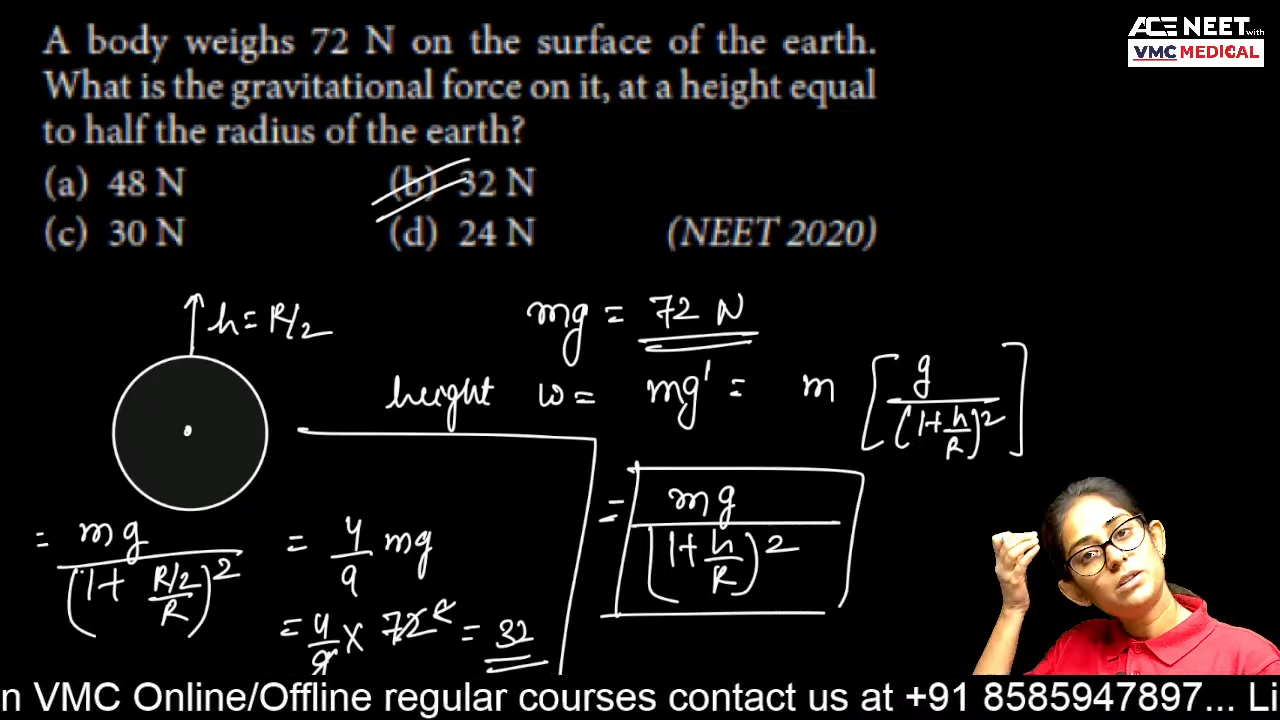 ACE NEET with
VMC MEDICAL
A body weighs 72 N on the surface of the earth.
What is the gravitational force on it, at a height equal
to half the radius of the earth?
(a) 48 N (b) 32 N
(c) 30 N (d) 24 N (NEET 2020)
h = R/2
mg = 72 N
height w = mg' = m [g/(1+h/R)²]
= mg/(1+h/R)²
= mg/(1+ R/2/R)² = 4/9 mg
= 4/9 x 72 = 32
n VMC Online/Offline regular courses contact us at +91 8585947897... Li